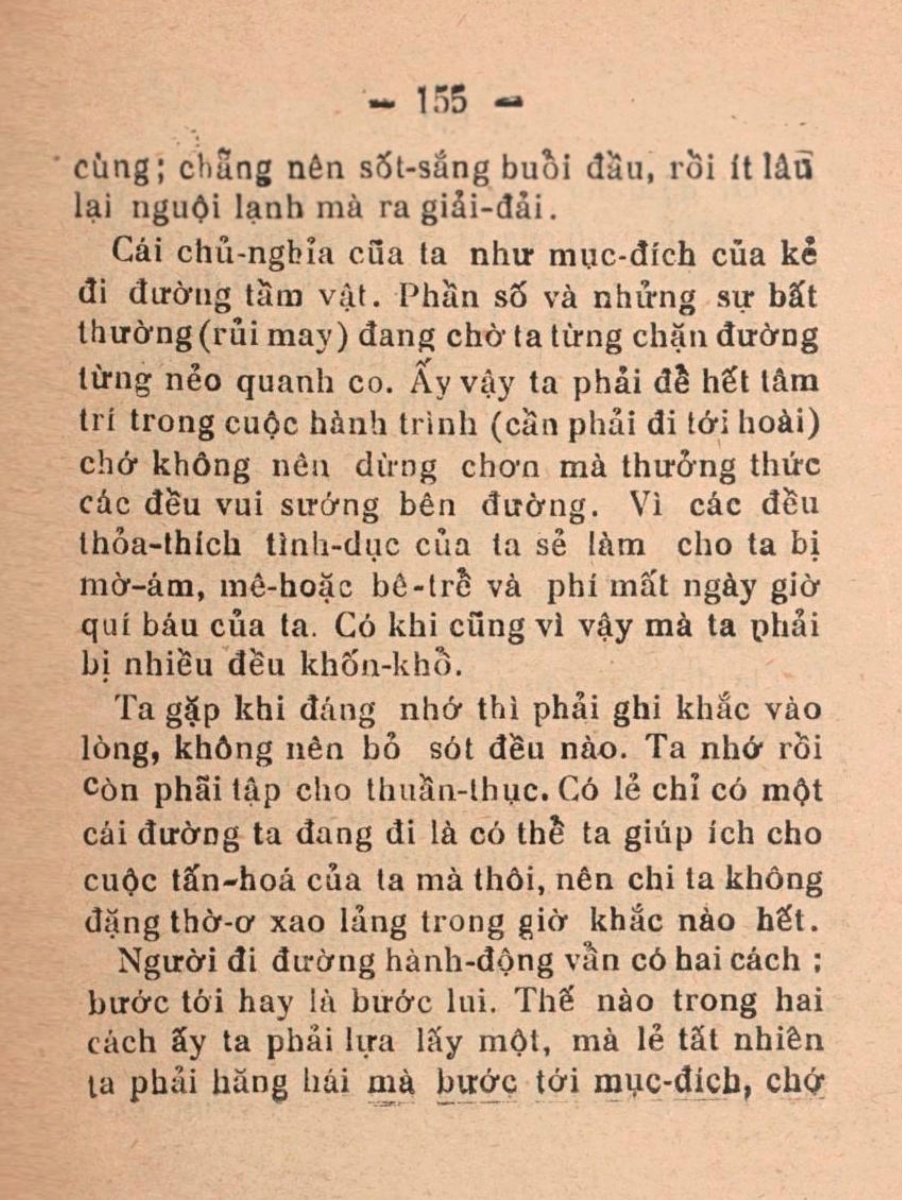 — 155 —
cùng; chẵng nên sốt-sắng buổi đầu, rồi ít lâu
lại nguội lạnh mà ra giải-đải.
Cái chủ-nghỉa cũa ta như mục-đích của kẻ
đi đường tầm vật. Phần số và những sự bất
thường (rủi may) đang chờ ta từng chặn đường
từng nẻo quanh co. Ấy vậy ta phải để hết tâm
trí trong cuộc hành trình (cần phải đi tới hoài)
chớ không nên dừng chơn mà thưởng thức
các đều vui sướng bên đường. Vì các đều
thỏa-thích tình-dục của ta sẻ làm cho ta bị
mờ-ám, mê-hoặc bê-trể và phí mất ngày giờ
quí báu của ta. Có khi cũng vì vậy mà ta phải
bị nhiều đều khốn-khổ.
Ta gặp khi đáng nhớ thì phải ghi khắc vào
lòng, không nên bỏ sót đều nào. Ta nhớ rồi
còn phãi tập cho thuần-thục. Có lẻ chỉ có một
cái đường ta đang đi là có thể ta giúp ích cho
cuộc tấn-hoá của ta mà thôi, nên chi ta không
đặng thờ-ơ xao lảng trong giờ khắc nào hết.
Người đi đường hành-động vẩn có hai cách ;
bước tới hay là bước lui. Thế nào trong hai
cách ấy ta phải lựa lấy một, mà lẻ tất nhiên
ta phải hăng hái mà bước tới mục-đích, chớ